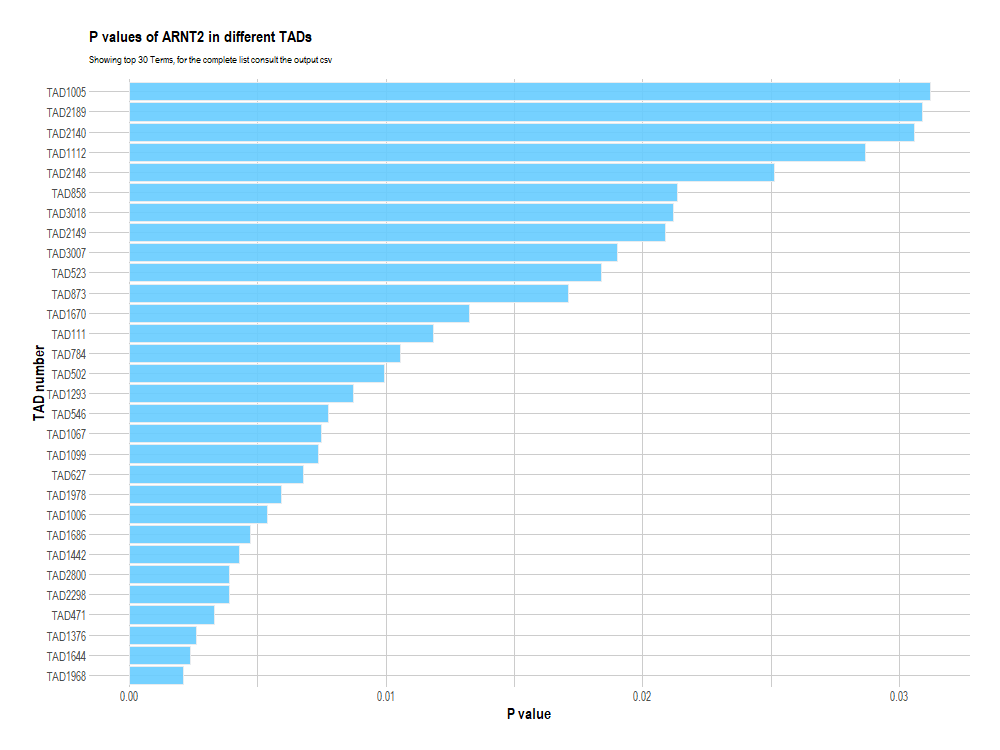 P values of ARNT2 in different TADs
Showing top 30 Terms, for the complete list consult the output csv
TAD number
TAD1005
TAD2189
TAD2140
TAD1112
TAD2148
TAD858
TAD3018
TAD2149
TAD3007
TAD523
TAD873
TAD1670
TAD111
TAD784
TAD502
TAD1293
TAD546
TAD1067
TAD1099
TAD627
TAD1978
TAD1006
TAD1686
TAD1442
TAD2800
TAD2298
TAD471
TAD1376
TAD1644
TAD1968
0.00 0.01 0.02 0.03
P value